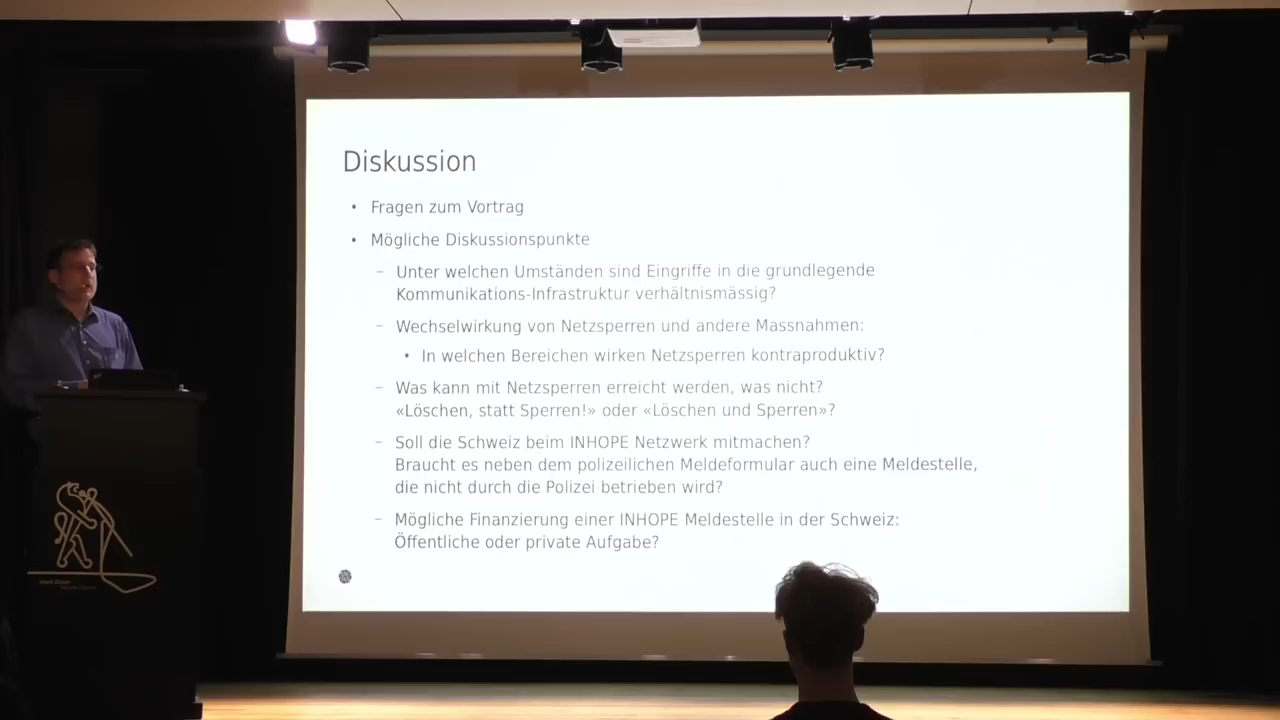 Diskussion
• Fragen zum Vortrag
• Mögliche Diskussionspunkte
– Unter welchen Umständen sind Eingriffe in die grundlegende
Kommunikations-Infrastruktur verhältnismässig?
– Wechselwirkung von Netzsperren und andere Massnahmen:
• In welchen Bereichen wirken Netzsperren kontraproduktiv?
– Was kann mit Netzsperren erreicht werden, was nicht?
«Löschen, statt Sperren!» oder «Löschen und Sperren»?
– Soll die Schweiz beim INHOPE Netzwerk mitmachen?
Braucht es neben dem polizeilichen Meldeformular auch eine Meldestelle,
die nicht durch die Polizei betrieben wird?
– Mögliche Finanzierung einer INHOPE Meldestelle in der Schweiz:
Öffentliche oder private Aufgabe?
Stadt Zürich